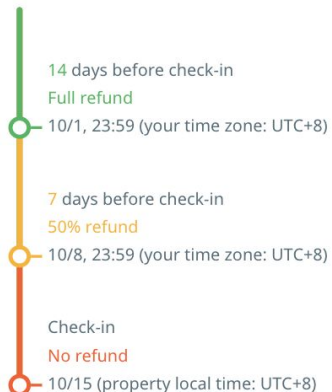 14 days before check-in
Full refund
10/1, 23:59 (your time zone: UTC+8)
7 days before check-in
50% refund
10/8, 23:59 (your time zone: UTC+8)
Check-in
No refund
10/15 (property local time: UTC+8)